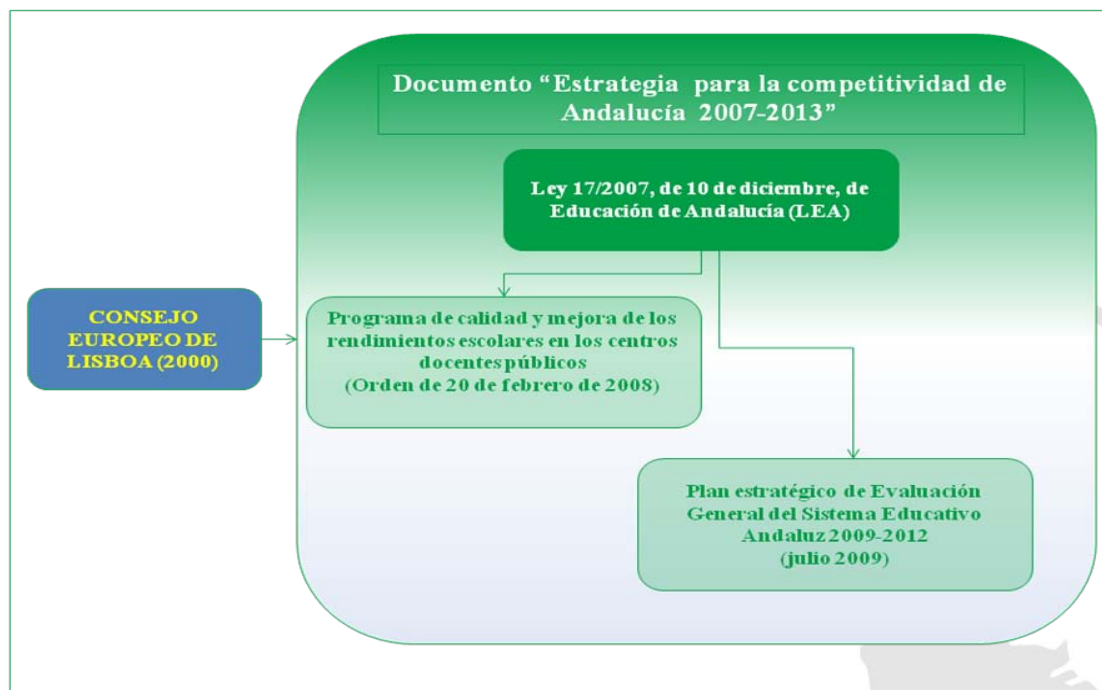 Documento “Estrategia para la competitividad de
Andalucía 2007-2013”
Ley 17/2007, de 10 de diciembre, de
Educación de Andalucía (LEA)
CONSEJO
EUROPEO DE
LISBOA (2000)
Programa de calidad y mejora de los
rendimientos escolares en los centros
docentes públicos
(Orden de 20 de febrero de 2008)
Plan estratégico de Evaluación
General del Sistema Educativo
Andaluz 2009-2012
(julio 2009)